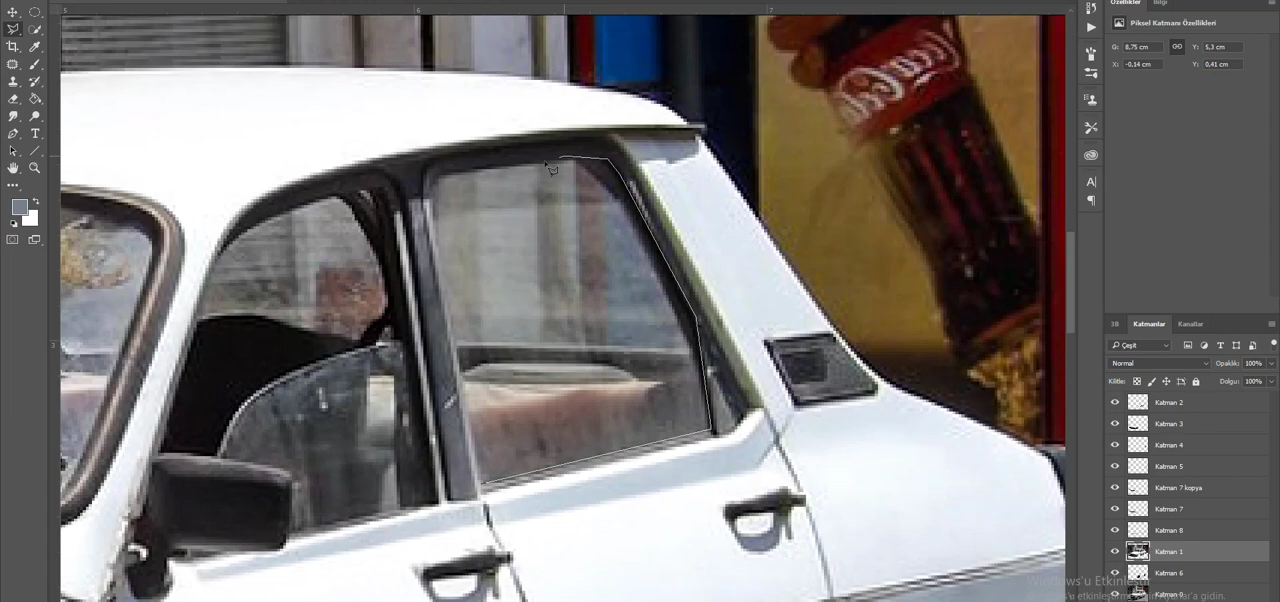 Özellikler
Bilgi
Piksel Katmanı Özellikleri
G: 8,75 cm
Y: 5,3 cm
X: -0,14 cm
Y: 0,41 cm
5
6
7
3
3B
Katmanlar
Kanallar
Çeşit
Normal
Opaklık: 100%
Kilitle:
Dolgu: 100%
Katman 2
Katman 3
Katman 4
Katman 5
Katman 7 kopya
Katman 7
Katman 8
Katman 1
Katman 6
Windows'u Etkinleştir